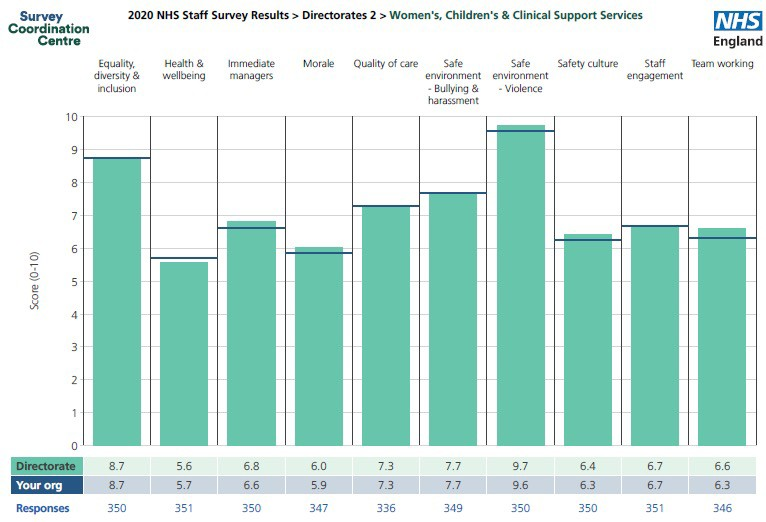 Survey
Coordination
Centre
2020 NHS Staff Survey Results > Directorates 2 > Women's, Children's & Clinical Support Services
NHS
England
Equality,
diversity &
inclusion
Health &
wellbeing
Immediate
managers
Morale
Quality of care
Safe
environment
- Bullying &
harassment
Safe
environment
- Violence
Safety culture
Staff
engagement
Team working
Score (0-10)
10
9
8
7
6
5
4
3
2
1
0
Directorate 8.7 5.6 6.8 6.0 7.3 7.7 9.7 6.4 6.7 6.6
Your org 8.7 5.7 6.6 5.9 7.3 7.7 9.6 6.3 6.7 6.3
Responses 350 351 350 347 336 349 350 350 351 346